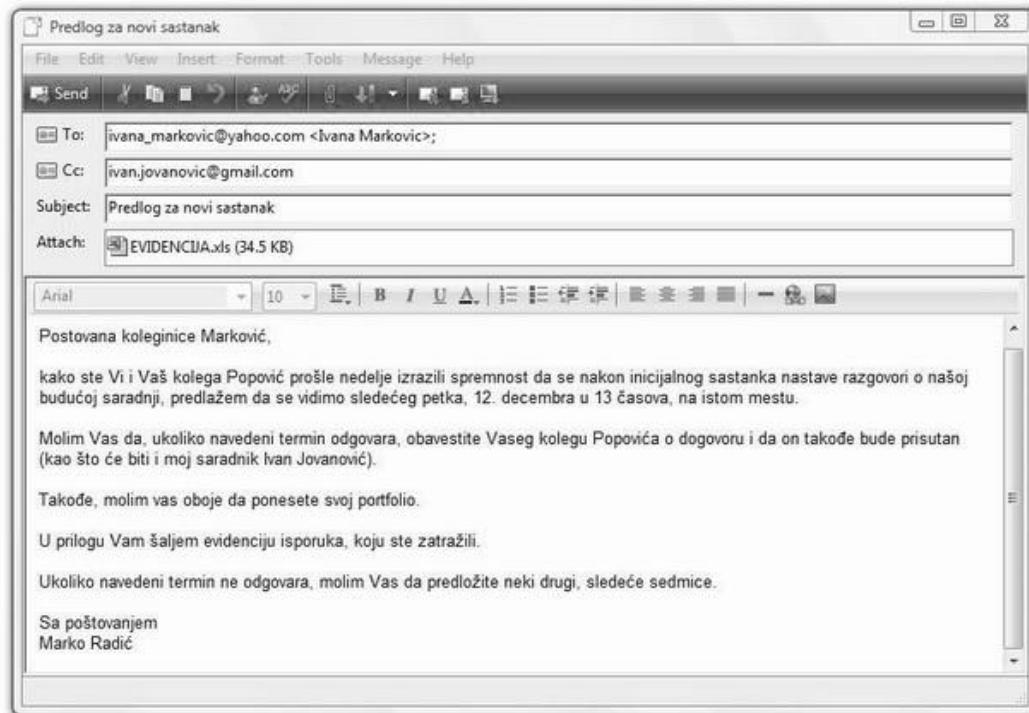 Predlog za novi sastanak
File Edit View Insert Format Tools Message Help
Send
To: ivana_markovic@yahoo.com <Ivana Markovic>;
Cc: ivan.jovanovic@gmail.com
Subject: Predlog za novi sastanak
Attach: EVIDENCIJA.xls (34.5 KB)
Arial 10 B I U A
Postovana koleginice Marković,
kako ste Vi i Vaš kolega Popović prošle nedelje izrazili spremnost da se nakon inicijalnog sastanka nastave razgovori o našoj
budućoj saradnji, predlažem da se vidimo sledećeg petka, 12. decembra u 13 časova, na istom mestu.
Molim Vas da, ukoliko navedeni termin odgovara, obavestite Vaseg kolegu Popovića o dogovoru i da on takođe bude prisutan
(kao što će biti i moj saradnik Ivan Jovanović).
Takođe, molim vas oboje da ponesete svoj portfolio.
U prilogu Vam šaljem evidenciju isporuka, koju ste zatražili.
Ukoliko navedeni termin ne odgovara, molim Vas da predložite neki drugi, sledeće sedmice.
Sa poštovanjem
Marko Radić